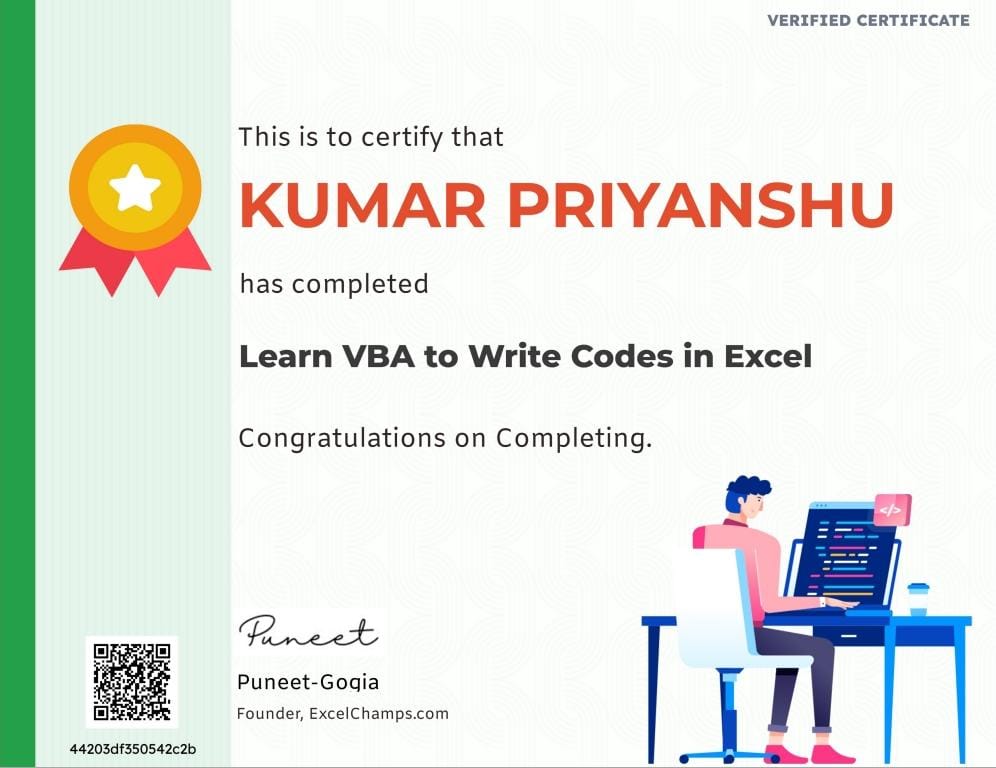 VERIFIED CERTIFICATE
This is to certify that
KUMAR PRIYANSHU
has completed
Learn VBA to Write Codes in Excel
Congratulations on Completing.
</>
Puneet
Puneet-Gogia
Founder, ExcelChamps.com
44203df350542c2b